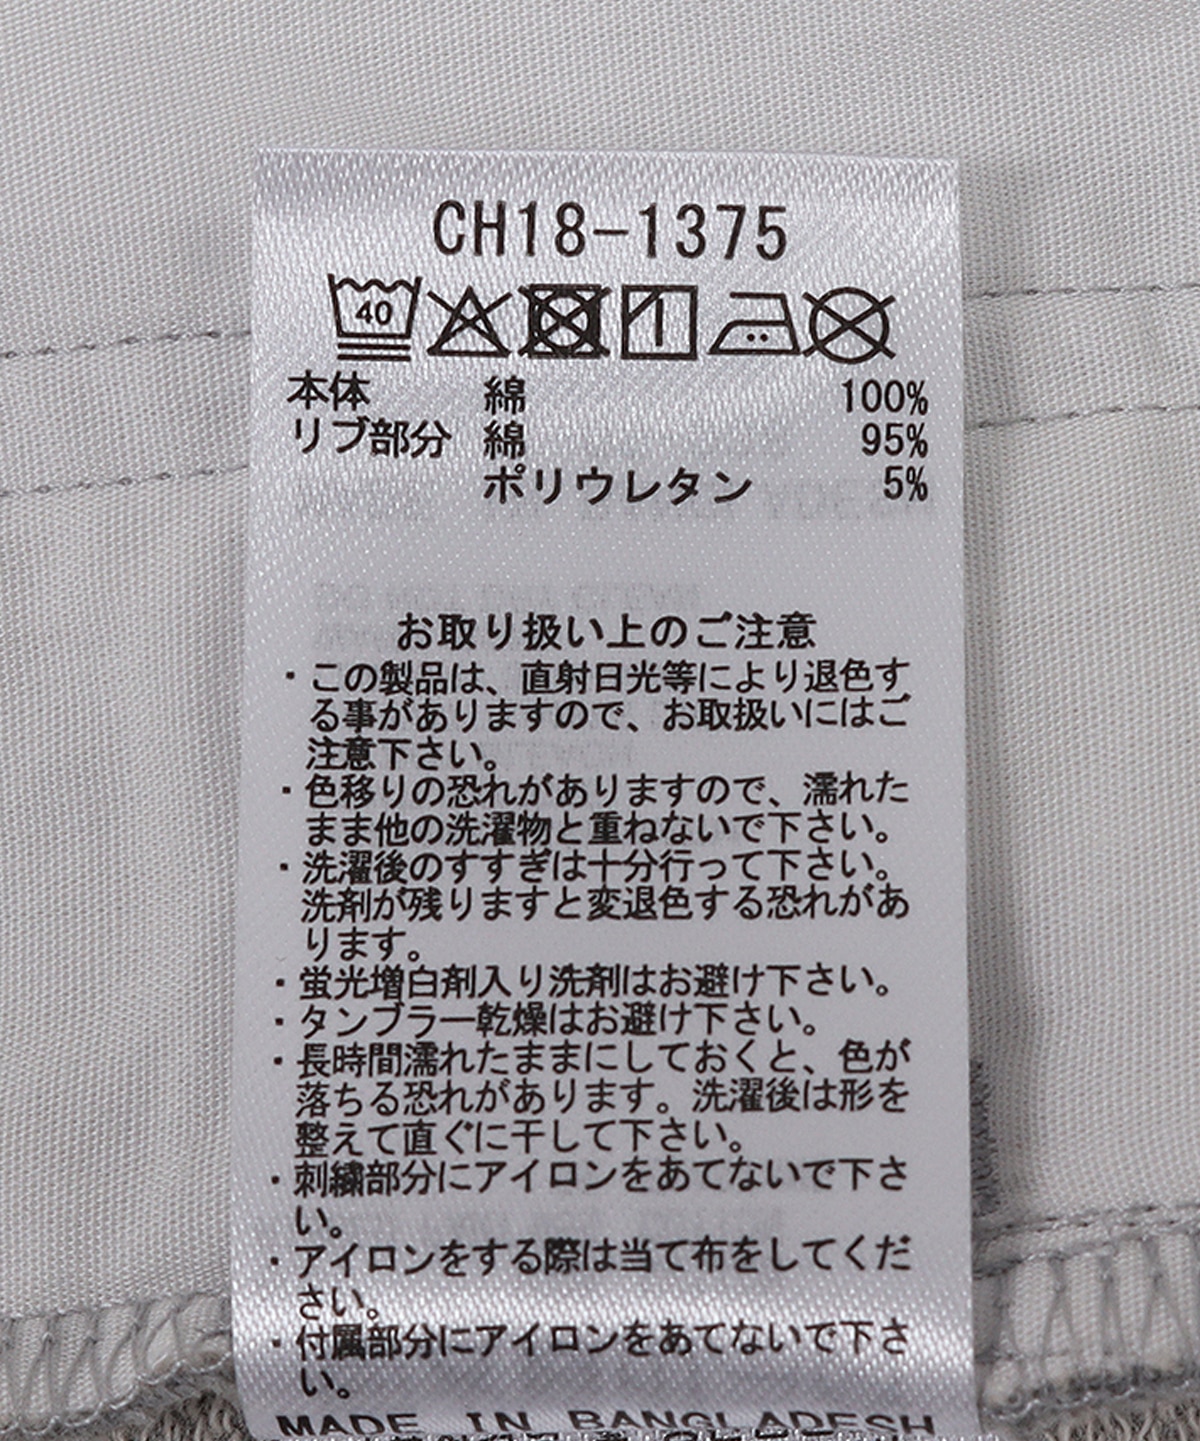 CH18-1375
40
本体 綿 100%
リブ部分 綿 95%
ポリウレタン 5%
お取り扱い上のご注意
・この製品は、直射日光等により退色す
る事がありますので、お取扱いにはご
注意下さい。
・色移りの恐れがありますので、濡れた
まま他の洗濯物と重ねないで下さい。
・洗濯後のすすぎは十分行って下さい。
洗剤が残りますと変退色する恐れがあ
ります。
・蛍光増白剤入り洗剤はお避け下さい。
・タンブラー乾燥はお避け下さい。
・長時間濡れたままにしておくと、色が
落ちる恐れがあります。洗濯後は形を
整えて直ぐに干して下さい。
・刺繍部分にアイロンをあてないで下さ
い。
・アイロンをする際は当て布をしてくだ
さい。
・付属部分にアイロンをあてないで下さ
い。
MADE IN BANGLADESH